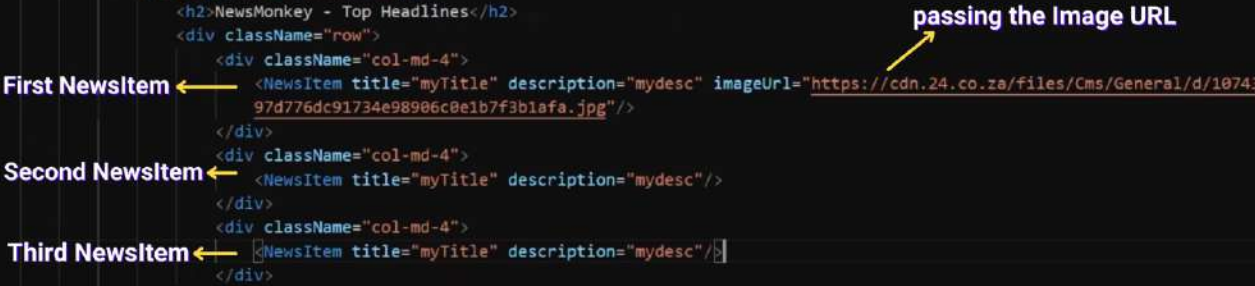 <h2>NewsMonkey - Top Headlines</h2>
passing the Image URL
<div className="row">
<div className="col-md-4">
First NewsItem
<NewsItem title="myTitle" description="mydesc" imageUrl="https://cdn.24.co.za/files/Cms/General/d/1074
97d776dc91734e98906c0e1b7f3b1afa.jpg"/>
</div>
<div className="col-md-4">
Second NewsItem
<NewsItem title="myTitle" description="mydesc"/>
</div>
<div className="col-md-4">
Third NewsItem
<NewsItem title="myTitle" description="mydesc"/>
</div>